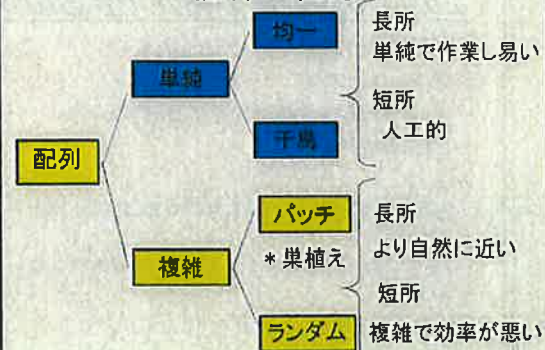 均一
長所
単純で作業し易い
単純
短所
人工的
千鳥
配列
パッチ
長所
*巣植え
より自然に近い
複雑
短所
ランダム
複雑で効率が悪い